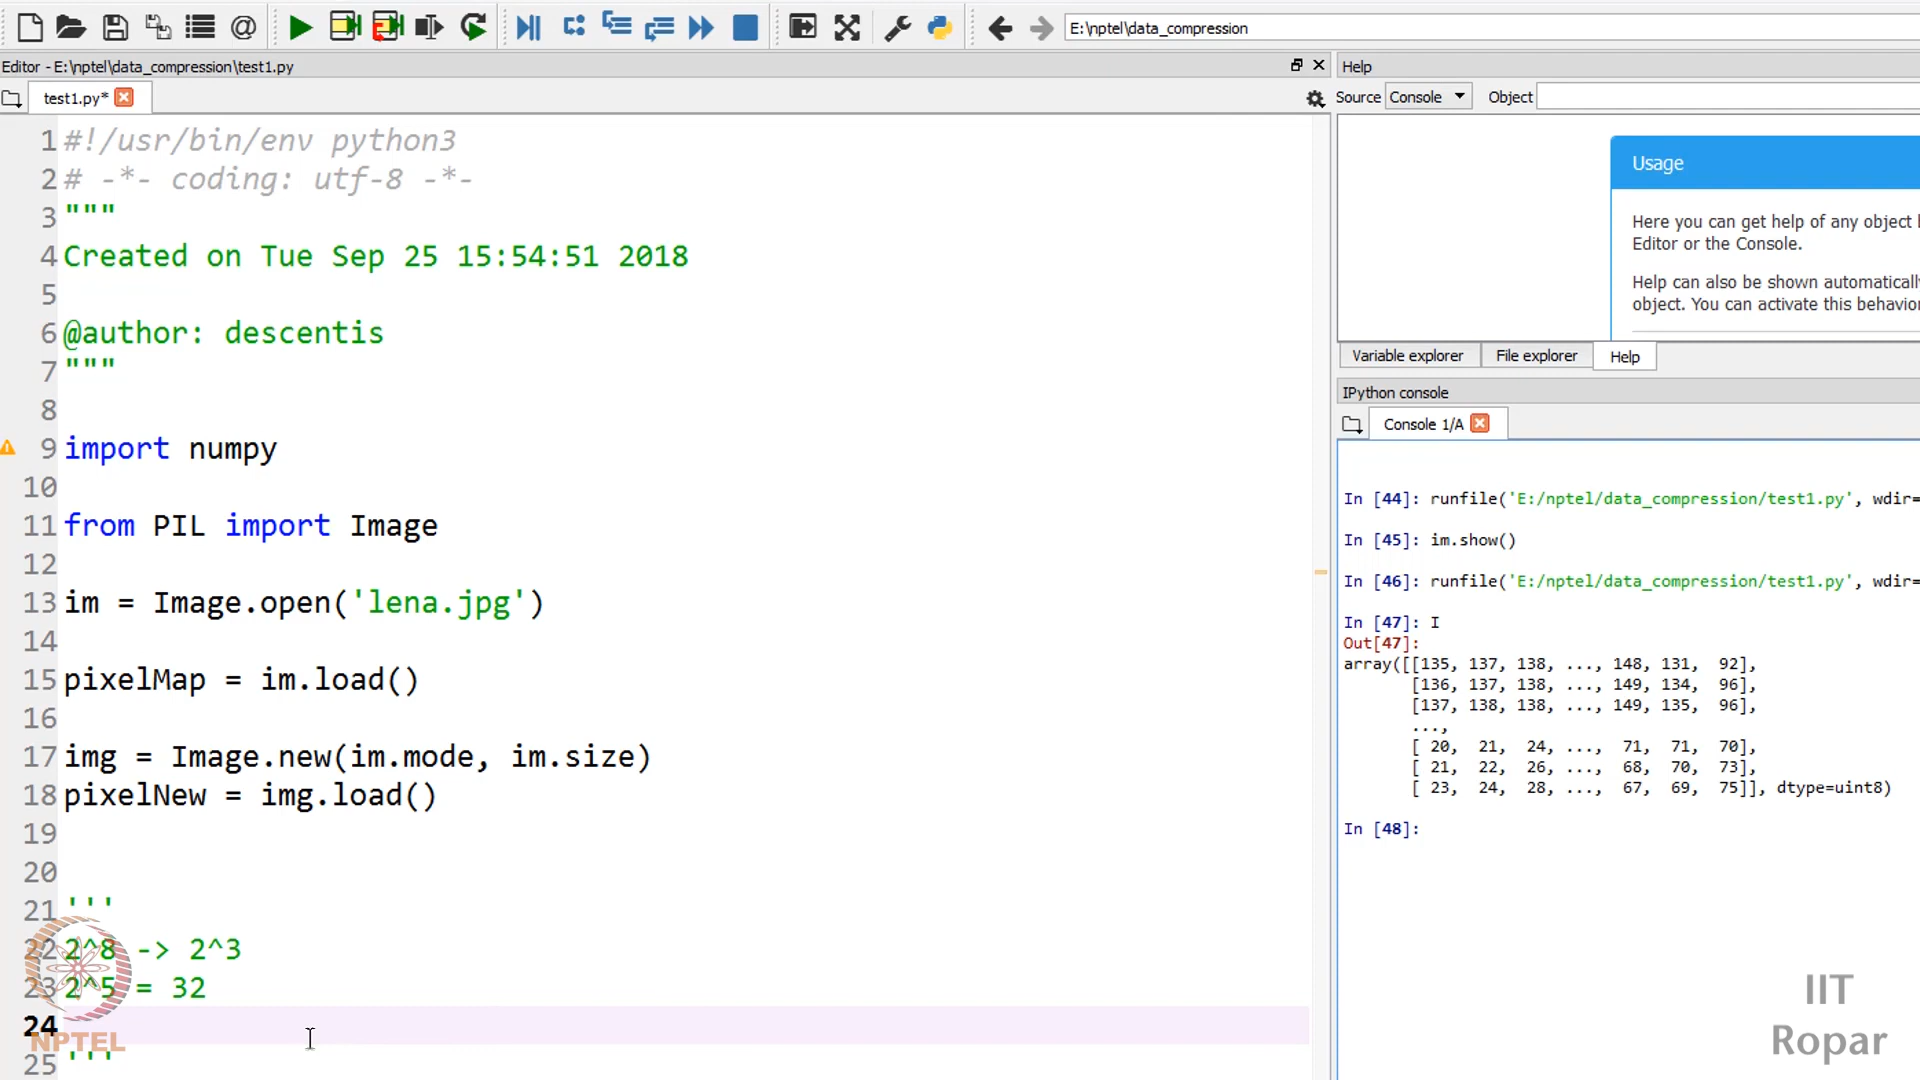 E:\nptel\data_compression
Editor - E:\nptel\data_compression\test1.py
test1.py*
1 #!/usr/bin/env python3
2 # -*- coding: utf-8 -*-
3 """
4 Created on Tue Sep 25 15:54:51 2018
5
6 @author: descentis
7 """
8
9 import numpy
10
11 from PIL import Image
12
13 im = Image.open('lena.jpg')
14
15 pixelMap = im.load()
16
17 img = Image.new(im.mode, im.size)
18 pixelNew = img.load()
19
20
21 '''
22 2^8 -> 2^3
23 2^5 = 32
24
25 '''
NPTEL
Help
Source Console Object
Usage
Here you can get help of any object
Editor or the Console.
Help can also be shown automatically
object. You can activate this behavior
Variable explorer File explorer Help
IPython console
Console 1/A
In [44]: runfile('E:/nptel/data_compression/test1.py', wdir=
In [45]: im.show()
In [46]: runfile('E:/nptel/data_compression/test1.py', wdir=
In [47]: I
Out[47]:
array([[135, 137, 138, ..., 148, 131,  92],
[136, 137, 138, ..., 149, 134,  96],
[137, 138, 138, ..., 149, 135,  96],
...,
[ 20,  21,  24, ...,  71,  71,  70],
[ 21,  22,  26, ...,  68,  70,  73],
[ 23,  24,  28, ...,  67,  69,  75]], dtype=uint8)
In [48]:
IIT
Ropar